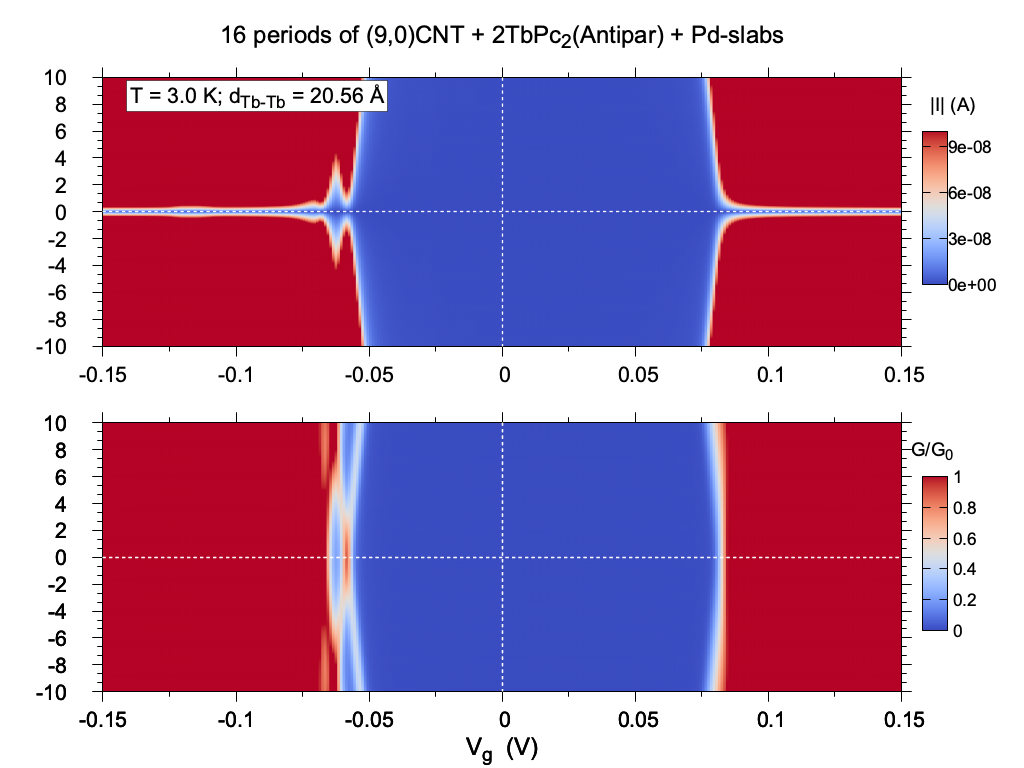 16 periods of (9,0)CNT + 2TbPc2(Antipar) + Pd-slabs
T = 3.0 K; dTb-Tb = 20.56 Å
10
8
6
4
2
0
-2
-4
-6
-8
-10
-0.15 -0.1 -0.05 0 0.05 0.1 0.15
|I| (A)
9e-08
6e-08
3e-08
0e+00
10
8
6
4
2
0
-2
-4
-6
-8
-10
-0.15 -0.1 -0.05 0 0.05 0.1 0.15
Vg (V)
G/G0
1
0.8
0.6
0.4
0.2
0